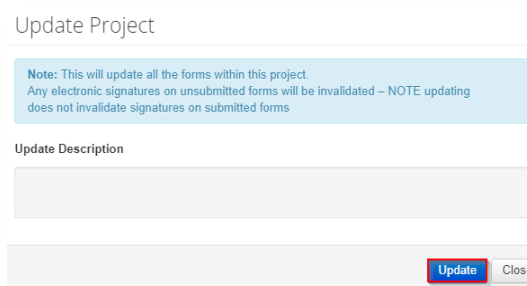 Update Project
Note: This will update all the forms within this project.
Any electronic signatures on unsubmitted forms will be invalidated – NOTE updating
does not invalidate signatures on submitted forms
Update Description
Update Clos